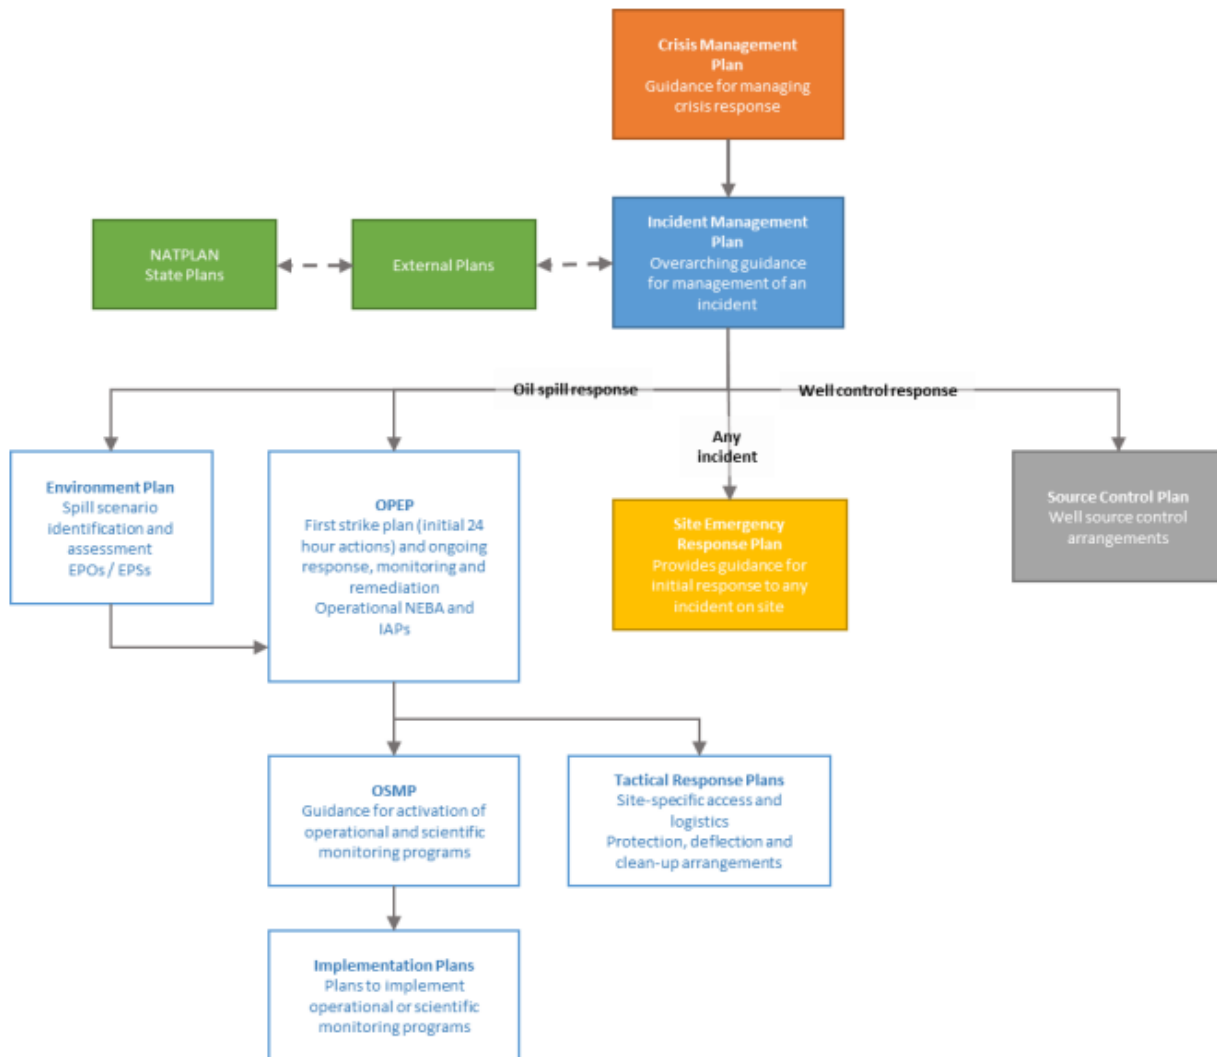 Crisis Management
Plan
Guidance for managing
crisis response
Incident Management
Plan
Overarching guidance
for management of an
incident
NATPLAN
State Plans
External Plans
Oil spill response
Well control response
Any
incident
Environment Plan
Spill scenario
identification and
assessment
EPOs / EPSs
OPEP
First strike plan (initial 24
hour actions) and ongoing
response, monitoring and
remediation
Operational NEBA and
IAPs
Site Emergency
Response Plan
Provides guidance for
initial response to any
incident on site
Source Control Plan
Well source control
arrangements
OSMP
Guidance for activation of
operational and scientific
monitoring programs
Tactical Response Plans
Site-specific access and
logistics
Protection, deflection and
clean-up arrangements
Implementation Plans
Plans to implement
operational or scientific
monitoring programs